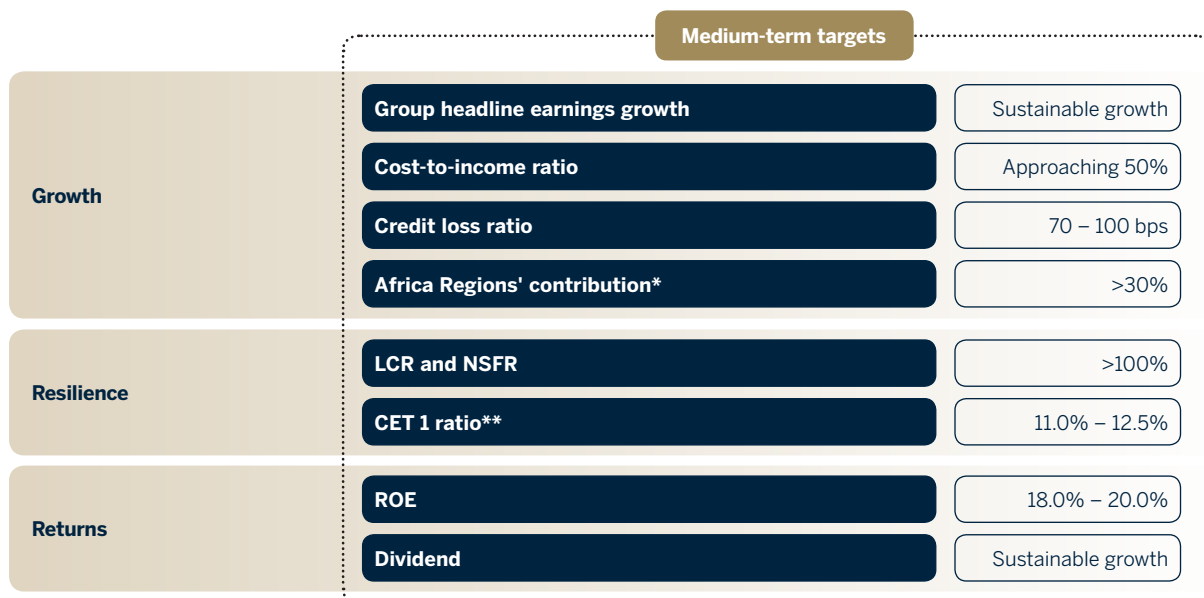 Medium-term targets
Growth
Group headline earnings growth
Sustainable growth
Cost-to-income ratio
Approaching 50%
Credit loss ratio
70 – 100 bps
Africa Regions' contribution*
>30%
Resilience
LCR and NSFR
>100%
CET 1 ratio**
11.0% – 12.5%
Returns
ROE
18.0% – 20.0%
Dividend
Sustainable growth